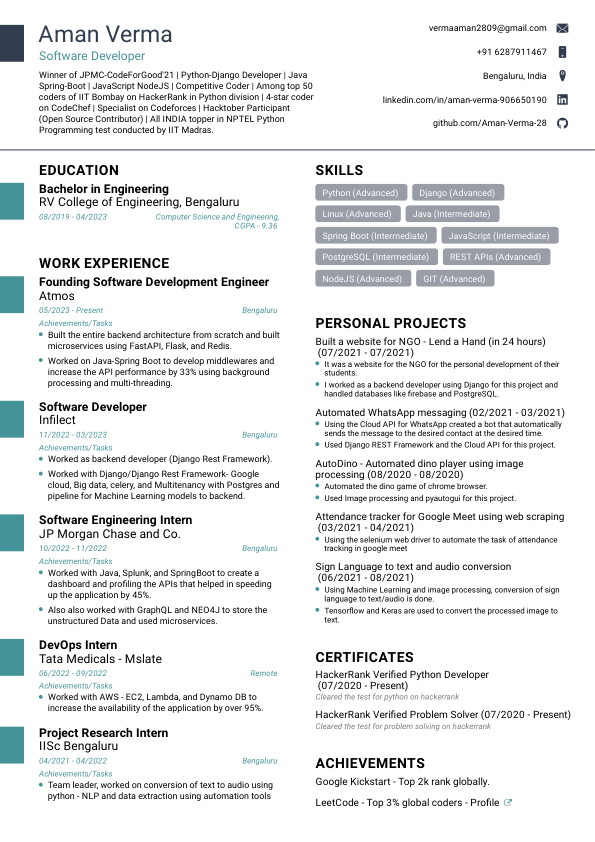 Aman Verma
Software Developer
Winner of JPMC-CodeForGood'21 | Python-Django Developer | Java
Spring-Boot | JavaScript NodeJS | Competitive Coder | Among top 50
coders of IIT Bombay on HackerRank in Python division | 4-star coder
on CodeChef | Specialist on Codeforces | Hacktober Participant
(Open Source Contributor) | All INDIA topper in NPTEL Python
Programming test conducted by IIT Madras.
vermaaman2809@gmail.com
+91 6287911467
Bengaluru, India
linkedin.com/in/aman-verma-906650190
github.com/Aman-Verma-28
EDUCATION
Bachelor in Engineering
RV College of Engineering, Bengaluru
08/2019 - 04/2023
Computer Science and Engineering,
CGPA - 9.36
WORK EXPERIENCE
Founding Software Development Engineer
Atmos
05/2023 - Present
Bengaluru
Achievements/Tasks
Built the entire backend architecture from scratch and built
microservices using FastAPI, Flask, and Redis.
Worked on Java-Spring Boot to develop middlewares and
increase the API performance by 33% using background
processing and multi-threading.
Software Developer
Infilect
11/2022 - 03/2023
Bengaluru
Achievements/Tasks
Worked as backend developer (Django Rest Framework).
Worked with Django/Django Rest Framework- Google
cloud, Big data, celery, and Multitenancy with Postgres and
pipeline for Machine Learning models to backend.
Software Engineering Intern
JP Morgan Chase and Co.
10/2022 - 11/2022
Bengaluru
Achievements/Tasks
Worked with Java, Splunk, and SpringBoot to create a
dashboard and profiling the APIs that helped in speeding
up the application by 45%.
Also also worked with GraphQL and NEO4J to store the
unstructured Data and used microservices.
DevOps Intern
Tata Medicals - Mslate
06/2022 - 09/2022
Remote
Achievements/Tasks
Worked with AWS - EC2, Lambda, and Dynamo DB to
increase the availability of the application by over 95%.
Project Research Intern
IISc Bengaluru
04/2021 - 04/2022
Bengaluru
Achievements/Tasks
Team leader, worked on conversion of text to audio using
python - NLP and data extraction using automation tools
SKILLS
Python (Advanced) Django (Advanced)
Linux (Advanced) Java (Intermediate)
Spring Boot (Intermediate) JavaScript (Intermediate)
PostgreSQL (Intermediate) REST APIs (Advanced)
NodeJS (Advanced) GIT (Advanced)
PERSONAL PROJECTS
Built a website for NGO - Lend a Hand (in 24 hours)
(07/2021 - 07/2021)
It was a website for the NGO for the personal development of their
students.
I worked as a backend developer using Django for this project and
handled databases like firebase and PostgreSQL.
Automated WhatsApp messaging (02/2021 - 03/2021)
Using the Cloud API for WhatsApp created a bot that automatically
sends the message to the desired contact at the desired time.
Used Django REST Framework and the Cloud API for this project.
AutoDino - Automated dino player using image
processing (08/2020 - 08/2020)
Automated the dino game of chrome browser.
Used Image processing and pyautogui for this project.
Attendance tracker for Google Meet using web scraping
(03/2021 - 04/2021)
Using the selenium web driver to automate the task of attendance
tracking in google meet
Sign Language to text and audio conversion
(06/2021 - 08/2021)
Using Machine Learning and image processing, conversion of sign
language to text/audio is done.
Tensorflow and Keras are used to convert the processed image to
text.
CERTIFICATES
HackerRank Verified Python Developer
(07/2020 - Present)
Cleared the test for python on hackerrank
HackerRank Verified Problem Solver (07/2020 - Present)
Cleared the test for problem solving on hackerrank
ACHIEVEMENTS
Google Kickstart - Top 2k rank globally.
LeetCode - Top 3% global coders - Profile